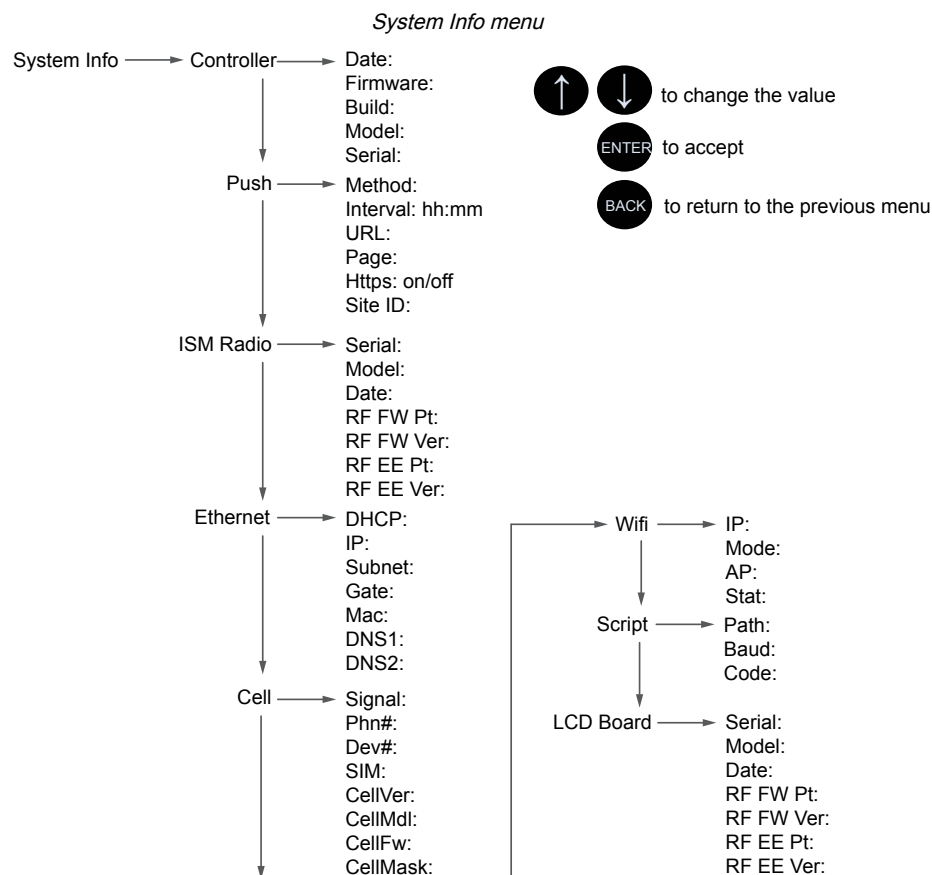 System Info menu
System Info
Controller
Date:
Firmware:
Build:
Model:
Serial:
↑ ↓ to change the value
ENTER to accept
BACK to return to the previous menu
Push
Method:
Interval: hh:mm
URL:
Page:
Https: on/off
Site ID:
ISM Radio
Serial:
Model:
Date:
RF FW Pt:
RF FW Ver:
RF EE Pt:
RF EE Ver:
Ethernet
DHCP:
IP:
Subnet:
Gate:
Mac:
DNS1:
DNS2:
Cell
Signal:
Phn#:
Dev#:
SIM:
CellVer:
CellMdl:
CellFw:
CellMask:
Wifi
IP:
Mode:
AP:
Stat:
Script
Path:
Baud:
Code:
LCD Board
Serial:
Model:
Date:
RF FW Pt:
RF FW Ver:
RF EE Pt:
RF EE Ver: